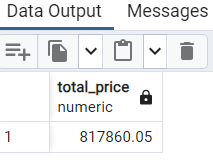 Data Output Messages
total_price
numeric
1 817860.05